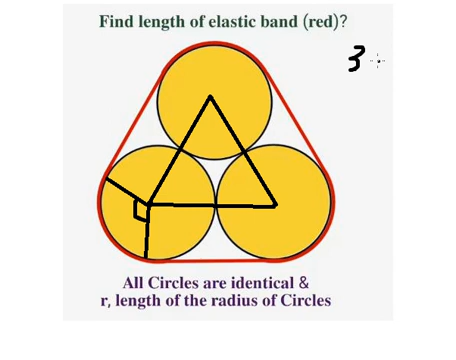 Find length of elastic band (red)?
3
All Circles are identical &
r, length of the radius of Circles